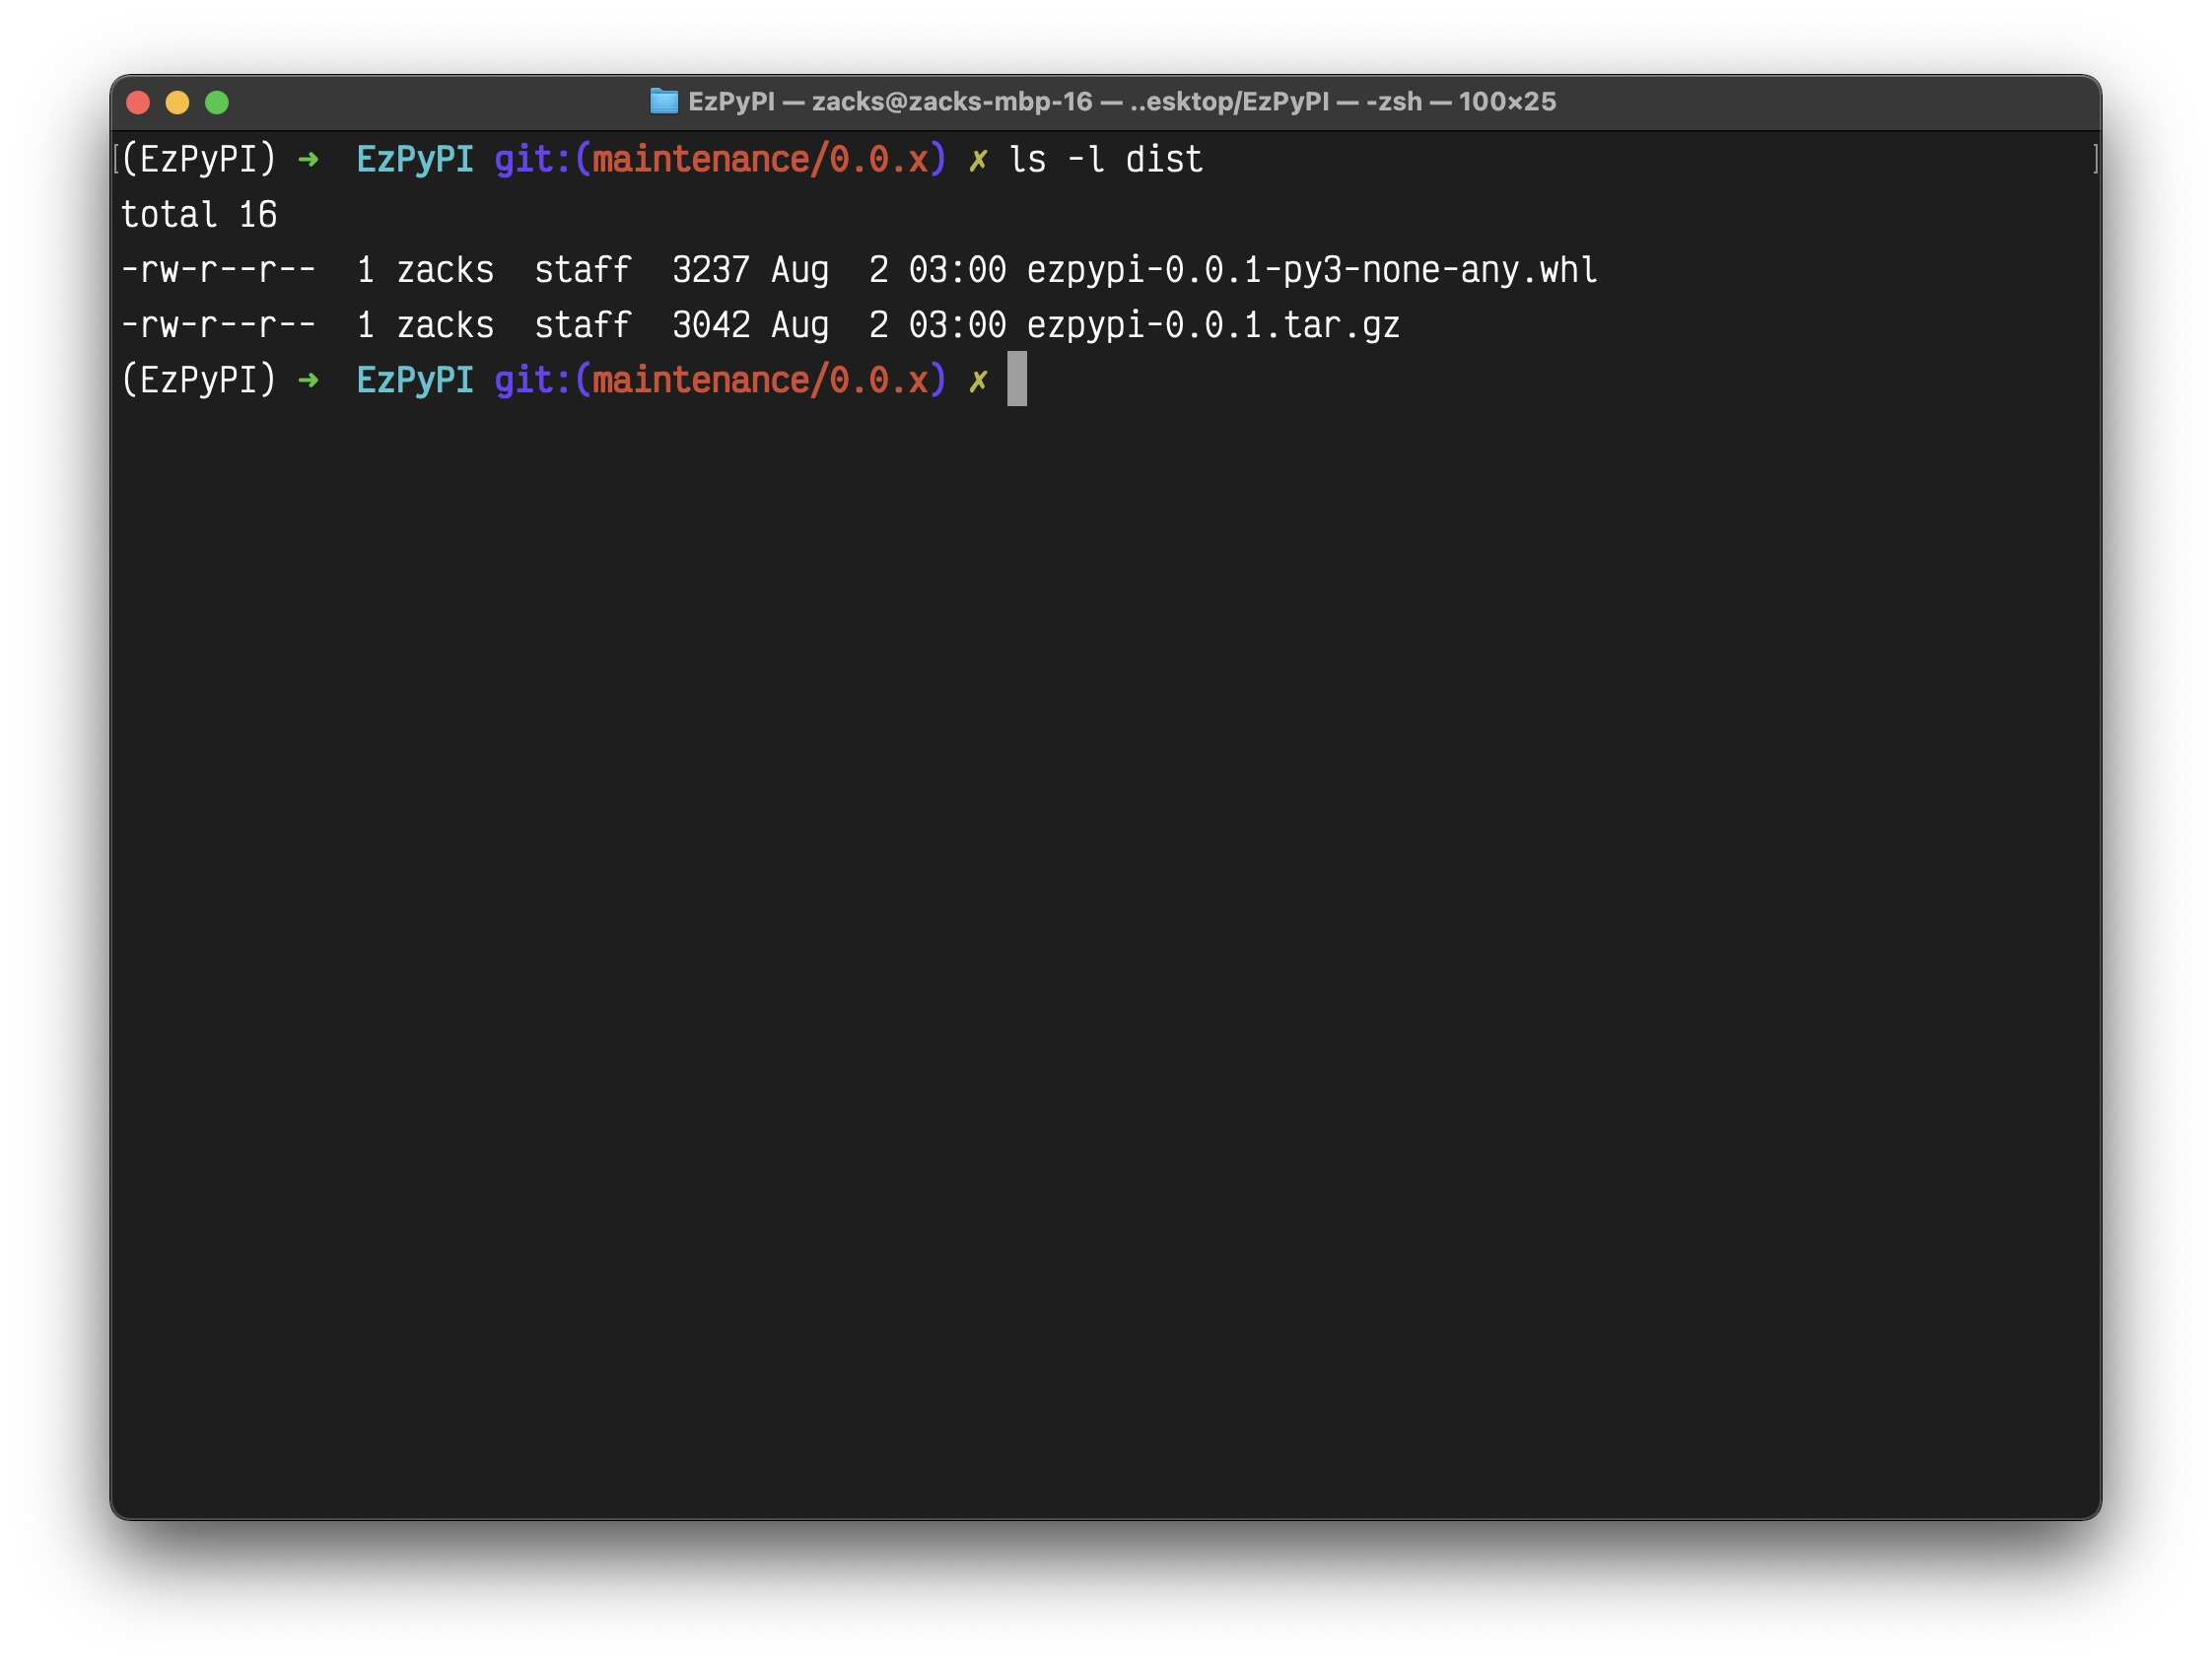 EzPyPI — zacks@zacks-mbp-16 — ..esktop/EzPyPI — -zsh — 100×25
[(EzPyPI) ➜  EzPyPI git:(maintenance/0.0.x) ✗ ls -l dist ]
total 16
-rw-r--r--  1 zacks  staff  3237 Aug  2 03:00 ezpypi-0.0.1-py3-none-any.whl
-rw-r--r--  1 zacks  staff  3042 Aug  2 03:00 ezpypi-0.0.1.tar.gz
(EzPyPI) ➜  EzPyPI git:(maintenance/0.0.x) ✗